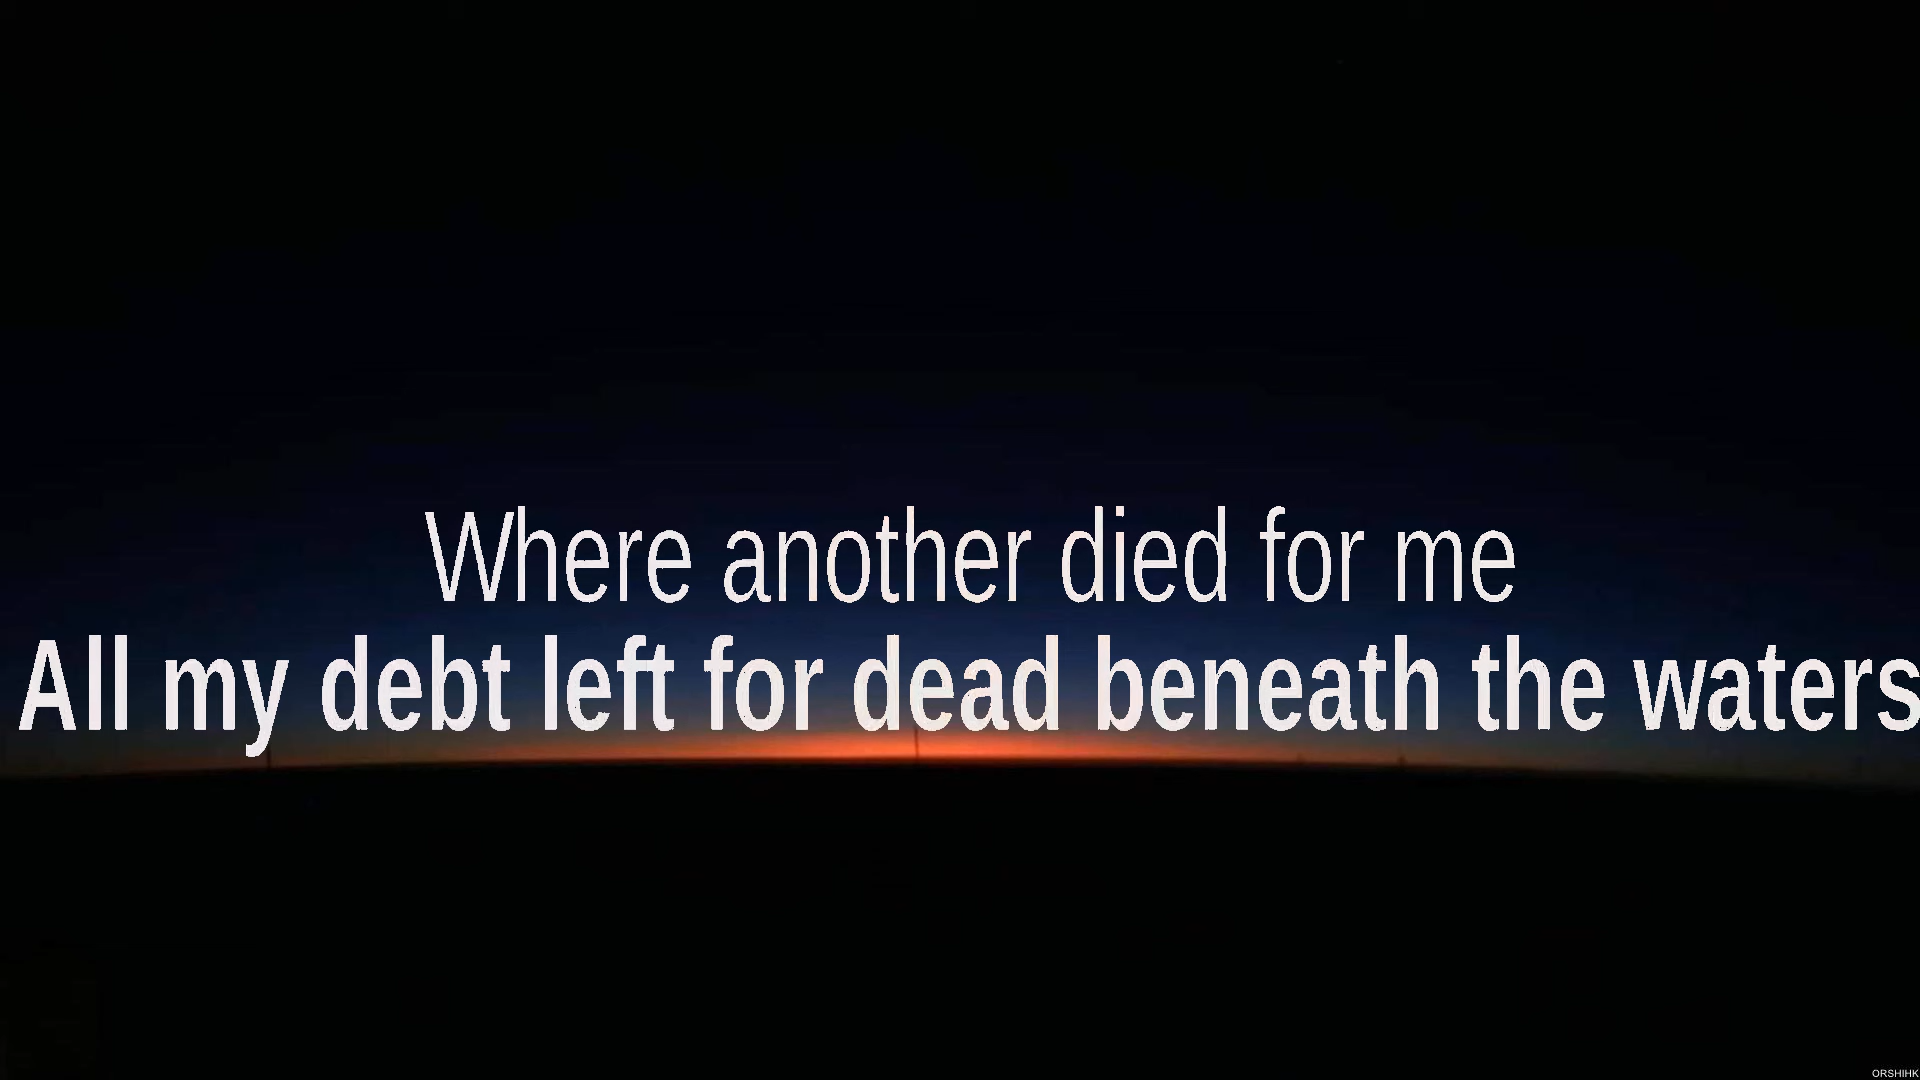 Where another died for me
All my debt left for dead beneath the waters
ORSHIHK